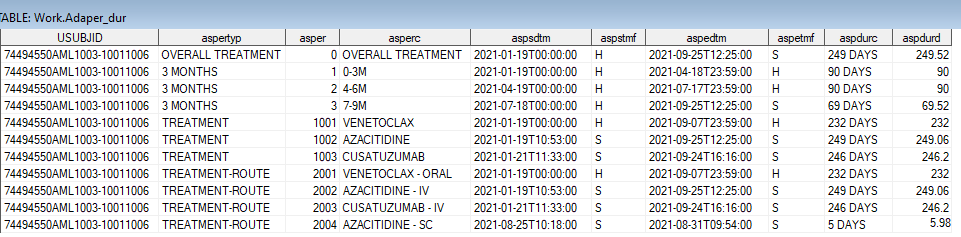 TABLE: Work.Adaper_dur
USUBJID aspertyp asper asperc aspsdtm aspstmf aspedtm aspetmf aspdurc aspdurd
74494550AML1003-10011006 OVERALL TREATMENT 0 OVERALL TREATMENT 2021-01-19T00:00:00 H 2021-09-25T12:25:00 S 249 DAYS 249.52
74494550AML1003-10011006 3 MONTHS 1 0-3M 2021-01-19T00:00:00 H 2021-04-18T23:59:00 H 90 DAYS 90
74494550AML1003-10011006 3 MONTHS 2 4-6M 2021-04-19T00:00:00 H 2021-07-17T23:59:00 H 90 DAYS 90
74494550AML1003-10011006 3 MONTHS 3 7-9M 2021-07-18T00:00:00 H 2021-09-25T12:25:00 S 69 DAYS 69.52
74494550AML1003-10011006 TREATMENT 1001 VENETOCLAX 2021-01-19T00:00:00 H 2021-09-07T23:59:00 H 232 DAYS 232
74494550AML1003-10011006 TREATMENT 1002 AZACITIDINE 2021-01-19T10:53:00 S 2021-09-25T12:25:00 S 249 DAYS 249.06
74494550AML1003-10011006 TREATMENT 1003 CUSATUZUMAB 2021-01-21T11:33:00 S 2021-09-24T16:16:00 S 246 DAYS 246.2
74494550AML1003-10011006 TREATMENT-ROUTE 2001 VENETOCLAX - ORAL 2021-01-19T00:00:00 H 2021-09-07T23:59:00 H 232 DAYS 232
74494550AML1003-10011006 TREATMENT-ROUTE 2002 AZACITIDINE - IV 2021-01-19T10:53:00 S 2021-09-25T12:25:00 S 249 DAYS 249.06
74494550AML1003-10011006 TREATMENT-ROUTE 2003 CUSATUZUMAB - IV 2021-01-21T11:33:00 S 2021-09-24T16:16:00 S 246 DAYS 246.2
74494550AML1003-10011006 TREATMENT-ROUTE 2004 AZACITIDINE - SC 2021-08-25T10:18:00 S 2021-08-31T09:54:00 S 5 DAYS 5.98